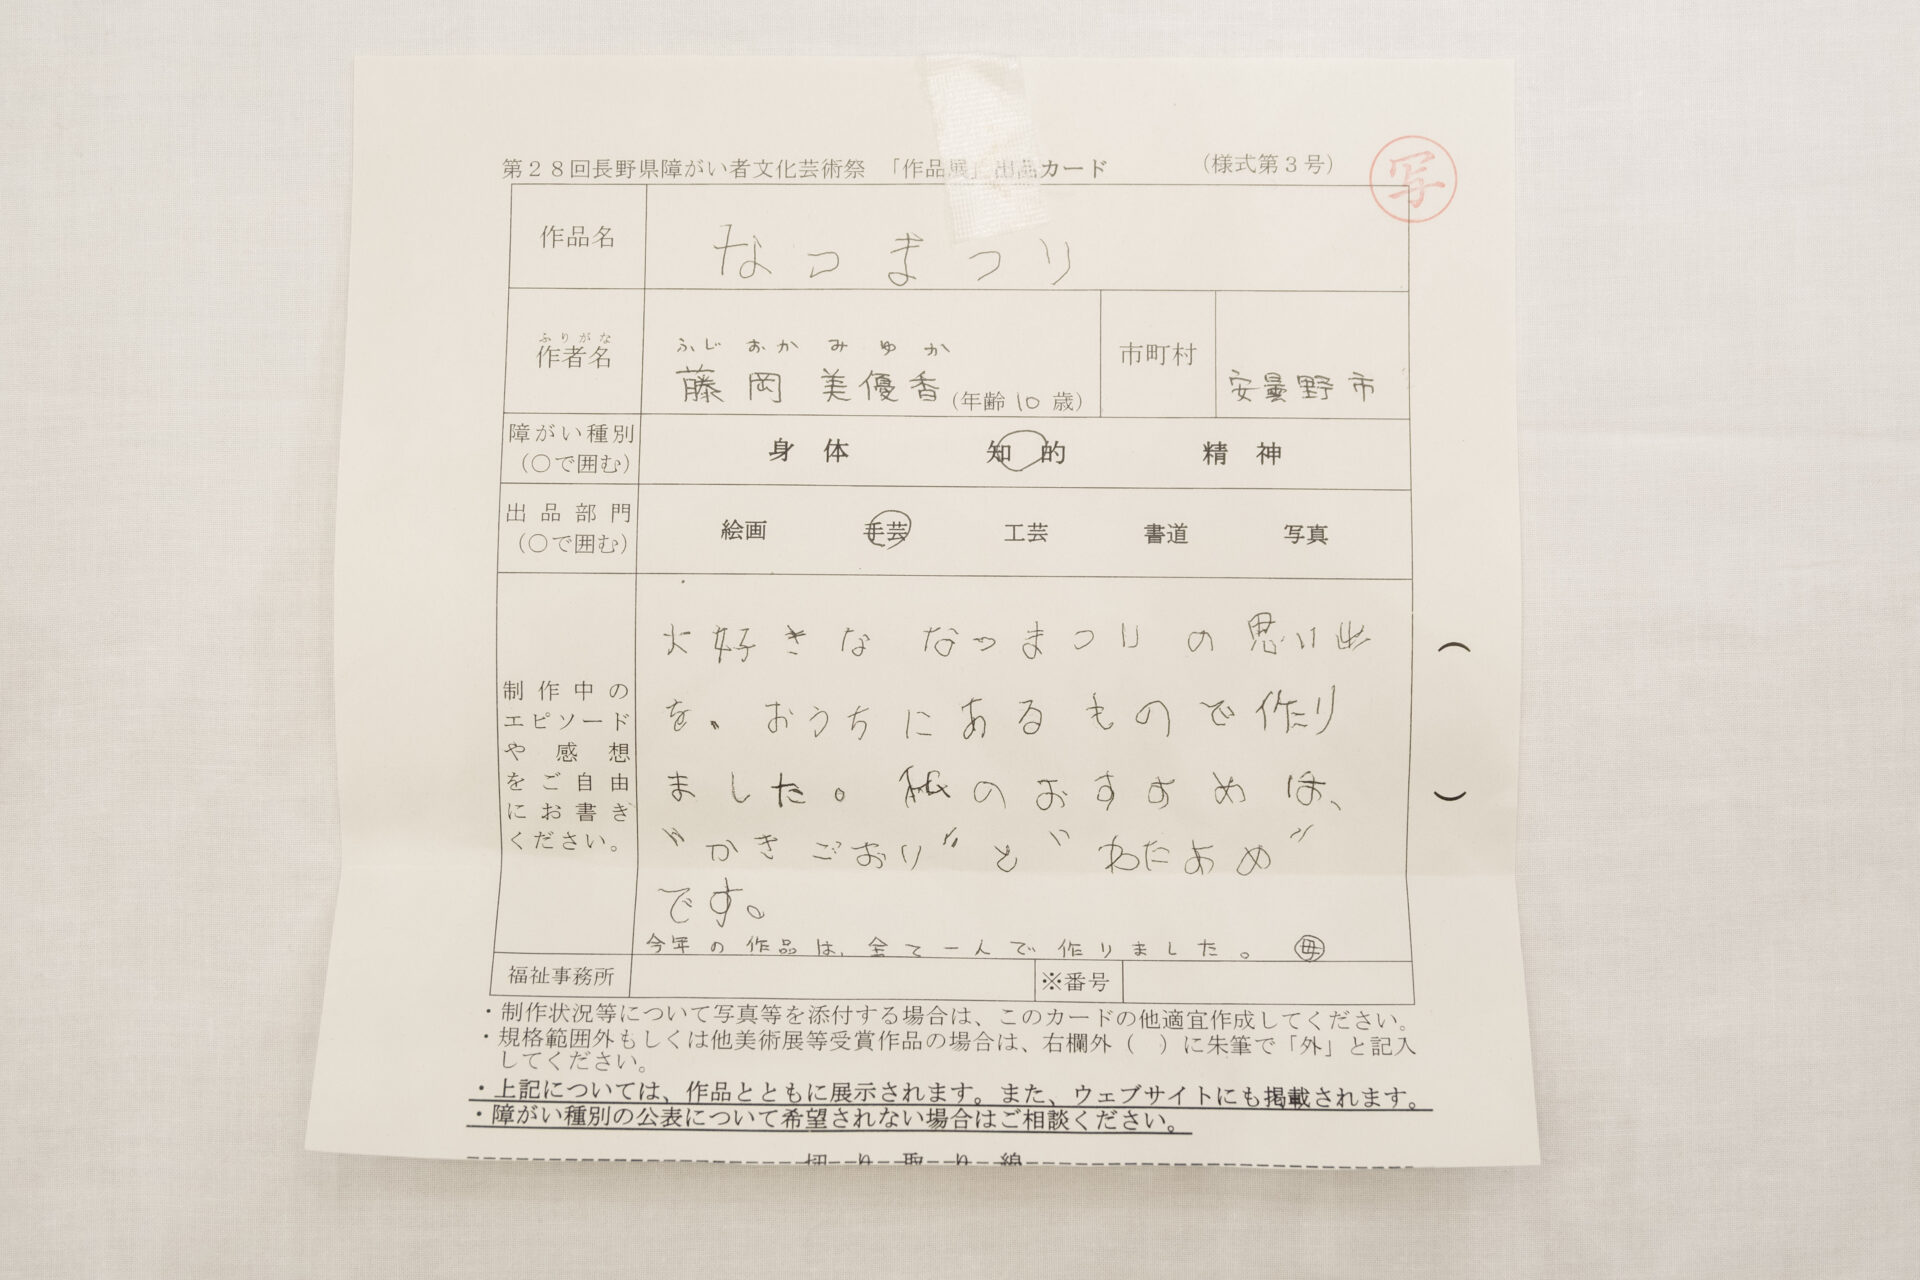 第２８回長野県障がい者文化芸術祭 「作品展」出品カード （様式第３号）
写
作品名 なつまつり
ふりがな ふじおか みゆか
作者名 藤岡 美優香 (年齢 10 歳) 市町村 安曇野市
障がい種別 身体 知的 精神
（○で囲む）
出品部門 絵画 手芸 工芸 書道 写真
（○で囲む）
制作中の
エピソード
や感想
をご自由
にお書き
ください。
大好きな なつまつりの思い出
を、おうちにあるもので作り
ました。私のおすすめは、
〝かきごおり〟と〝わたあめ〟
です。
今年の作品は、全て一人で作りました。 母
（
）
福祉事務所 ※番号
・制作状況等について写真等を添付する場合は、このカードの他適宜作成してください。
・規格範囲外もしくは他美術展等受賞作品の場合は、右欄外（　）に朱筆で「外」と記入
してください。
・上記については、作品とともに展示されます。また、ウェブサイトにも掲載されます。
・障がい種別の公表について希望されない場合はご相談ください。
切り取り線